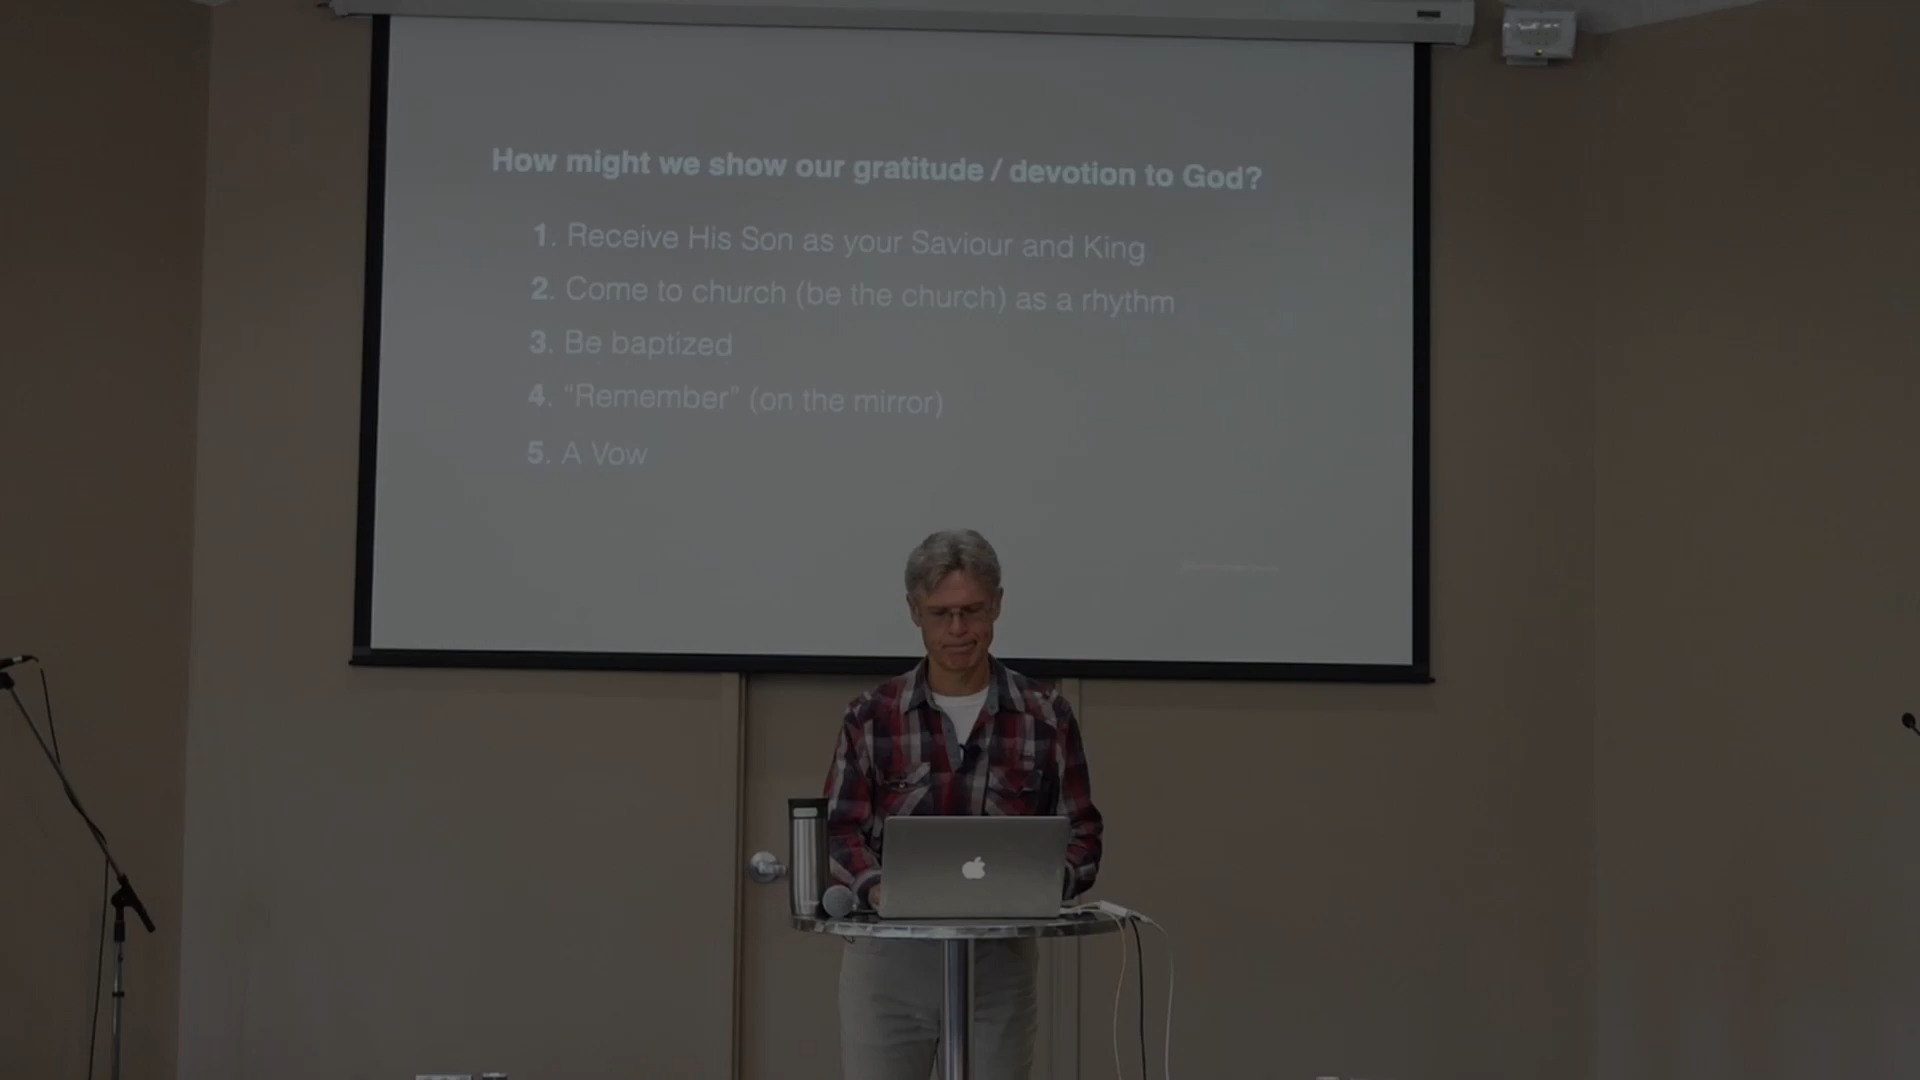 How might we show our gratitude / devotion to God?
1. Receive His Son as your Saviour and King
2. Come to church (be the church) as a rhythm
3. Be baptized
4. “Remember” (on the mirror)
5. A Vow